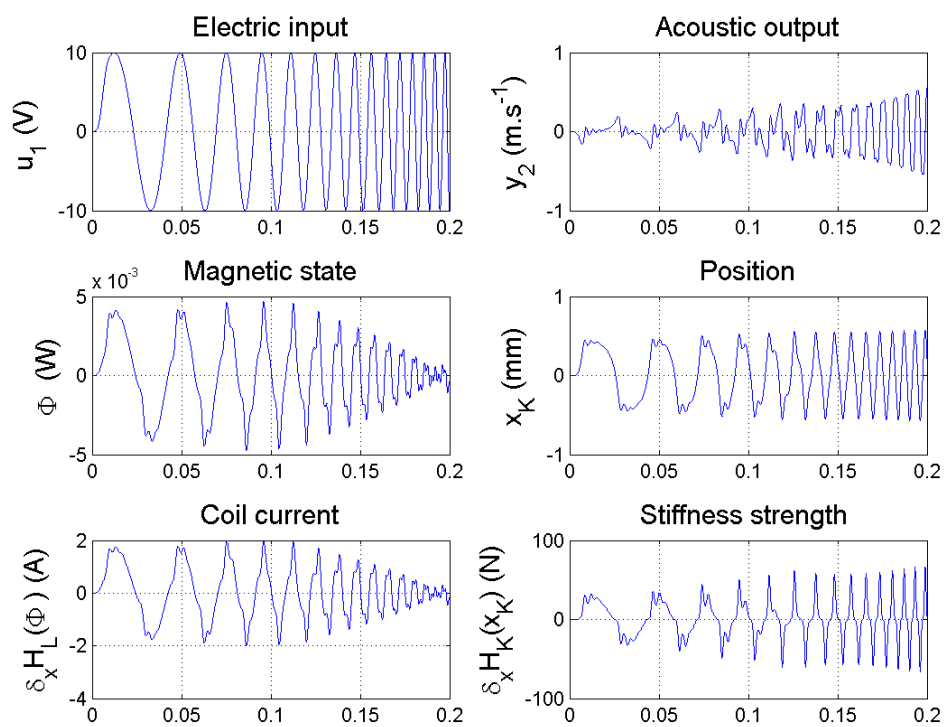 Electric input
10
0
-10
u₁ (V)
0 0.05 0.1 0.15 0.2
Acoustic output
1
0
-1
y₂ (m.s⁻¹)
0 0.05 0.1 0.15 0.2
Magnetic state
x 10⁻³
5
0
-5
Φ (W)
0 0.05 0.1 0.15 0.2
Position
1
0
-1
x_K (mm)
0 0.05 0.1 0.15 0.2
Coil current
2
0
-2
-4
δₓH_L(Φ) (A)
0 0.05 0.1 0.15 0.2
Stiffness strength
100
0
-100
δₓH_K(x_K) (N)
0 0.05 0.1 0.15 0.2